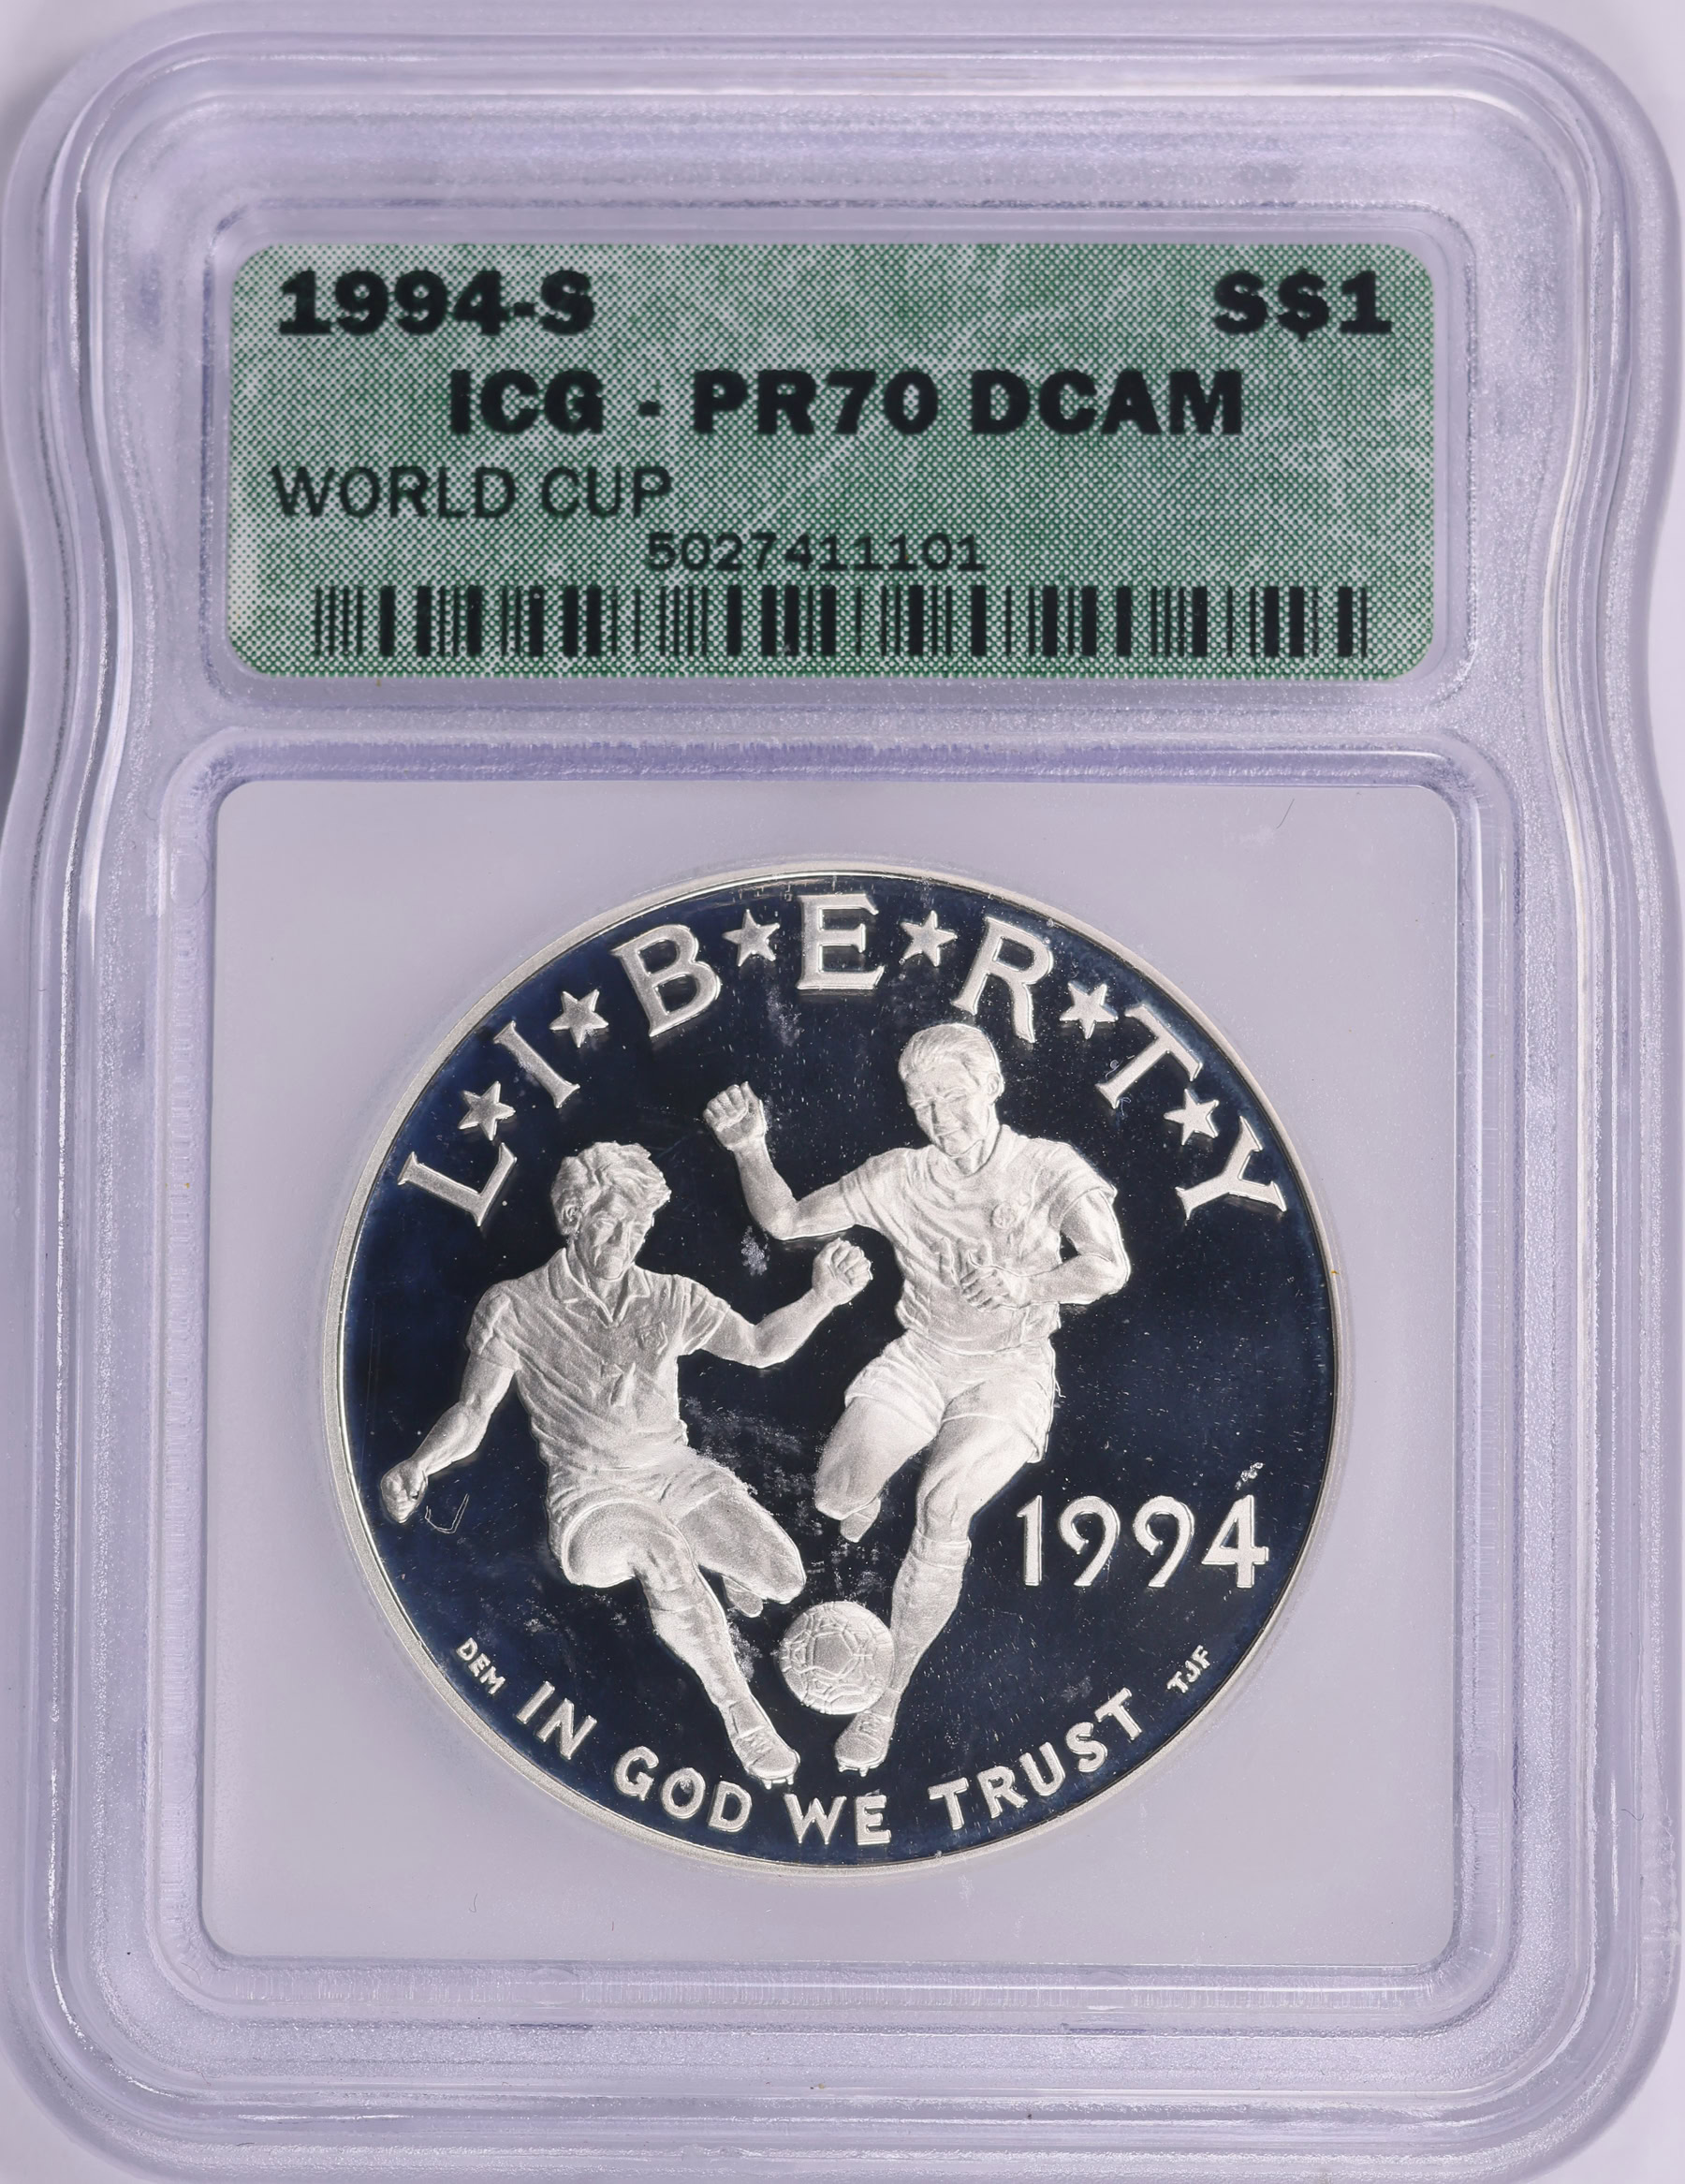 1994-S S$1
ICG - PR70 DCAM
WORLD CUP
5027411101
L★I★B★E★R★T★Y
1994
DEM
IN GOD WE TRUST
TJF